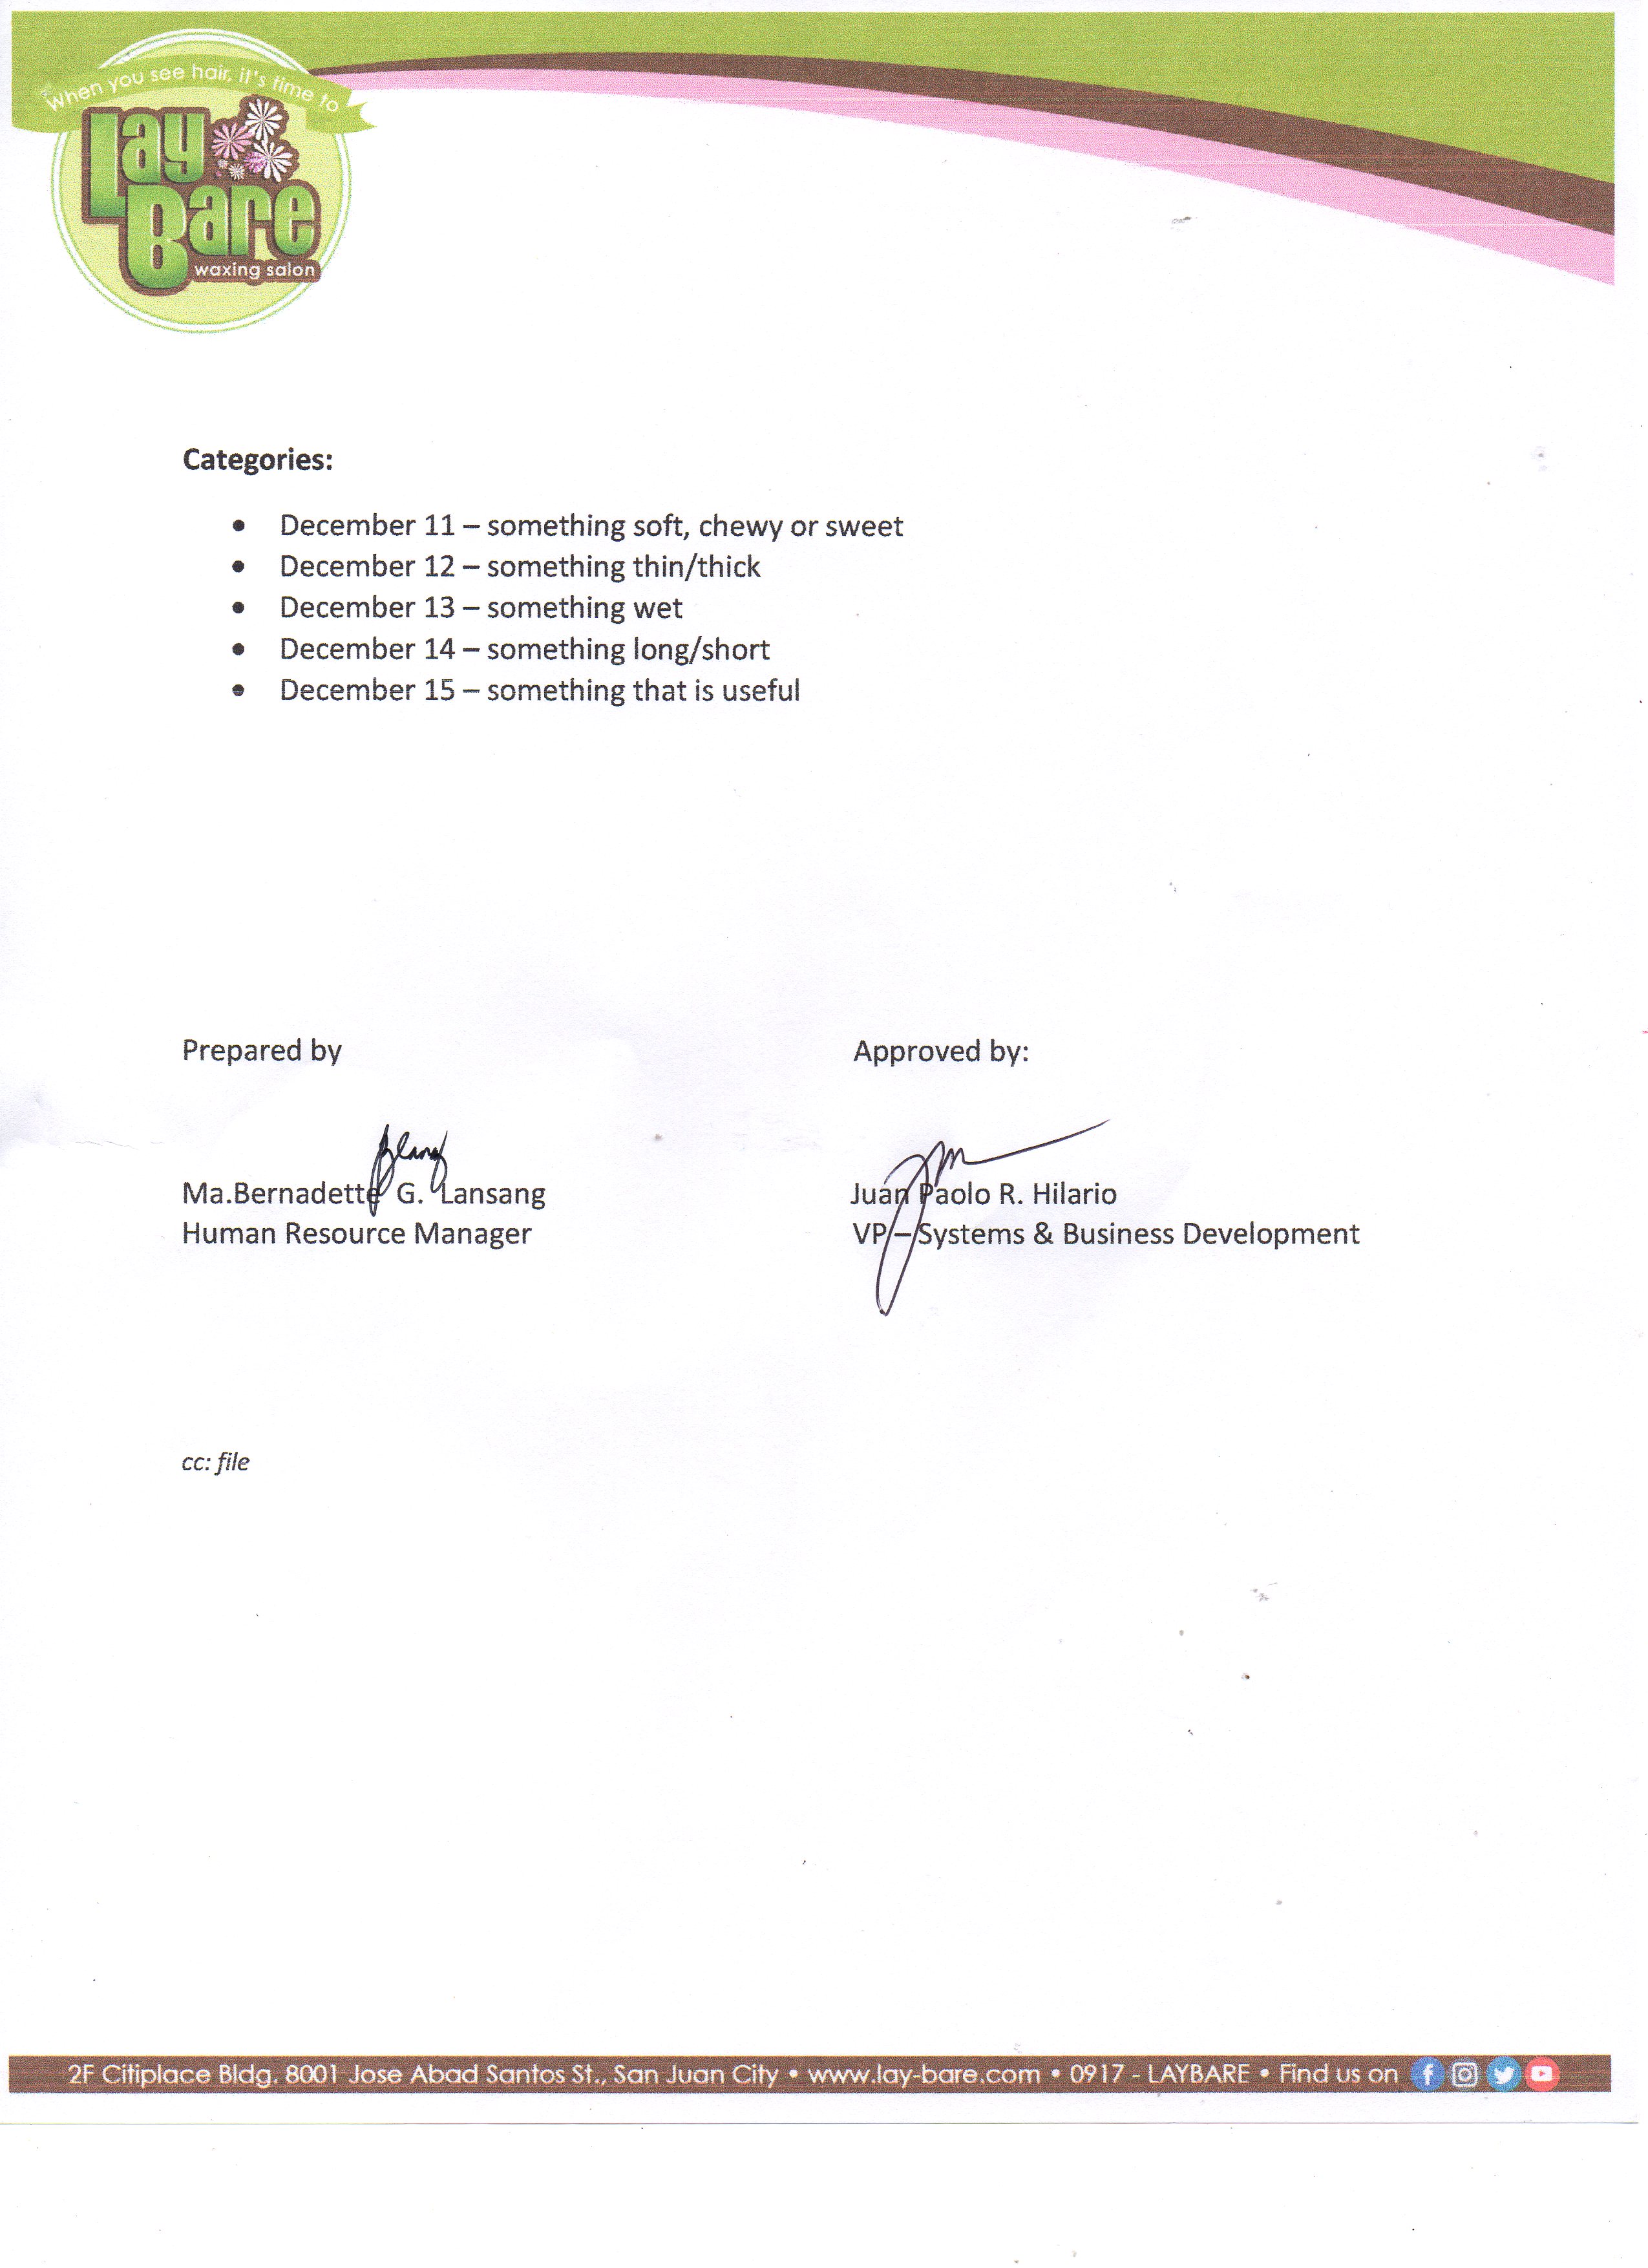 When you see hair, it's time to
Lay
Bare
waxing salon
Categories:
• December 11 – something soft, chewy or sweet
• December 12 – something thin/thick
• December 13 – something wet
• December 14 – something long/short
• December 15 – something that is useful
Prepared by Approved by:
Ma.Bernadette G. Lansang Juan Paolo R. Hilario
Human Resource Manager VP – Systems & Business Development
cc: file
2F Citiplace Bldg. 8001 Jose Abad Santos St., San Juan City • www.lay-bare.com • 0917 - LAYBARE • Find us on